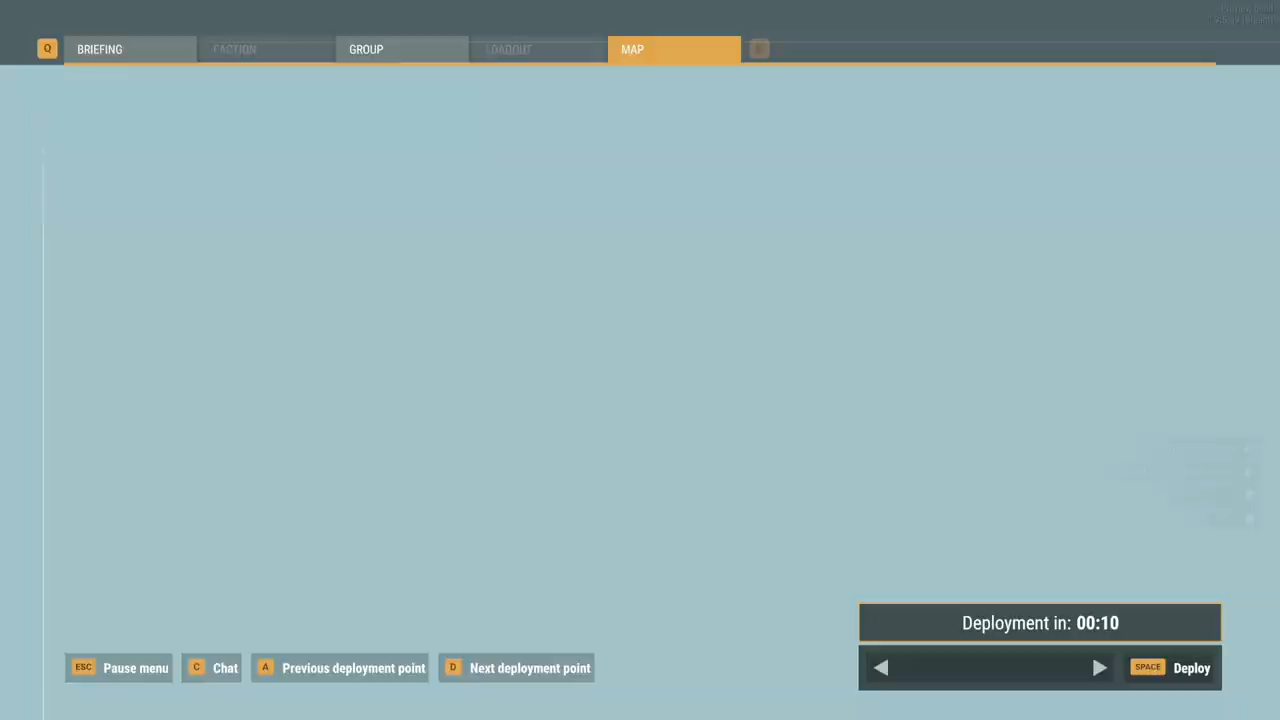 Q BRIEFING FACTION GROUP LOADOUT MAP E
Deployment in: 00:10
ESC Pause menu C Chat A Previous deployment point D Next deployment point SPACE Deploy